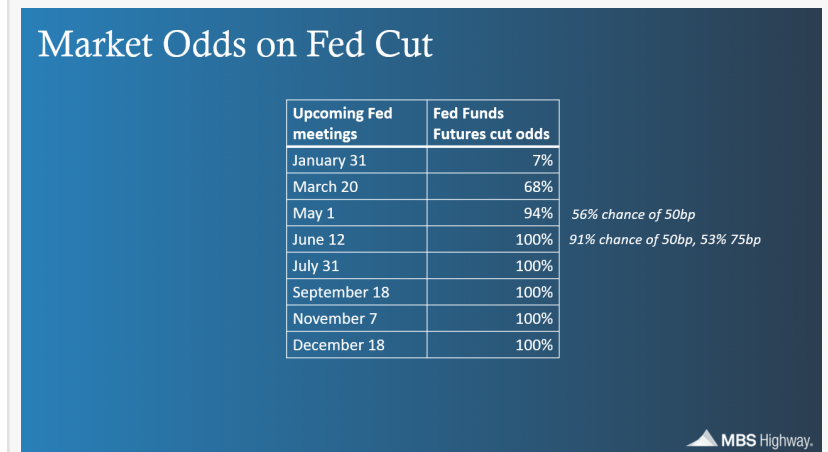 Market Odds on Fed Cut
Upcoming Fed meetings
Fed Funds Futures cut odds
January 31 7%
March 20 68%
May 1 94% 56% chance of 50bp
June 12 100% 91% chance of 50bp, 53% 75bp
July 31 100%
September 18 100%
November 7 100%
December 18 100%
MBS Highway.